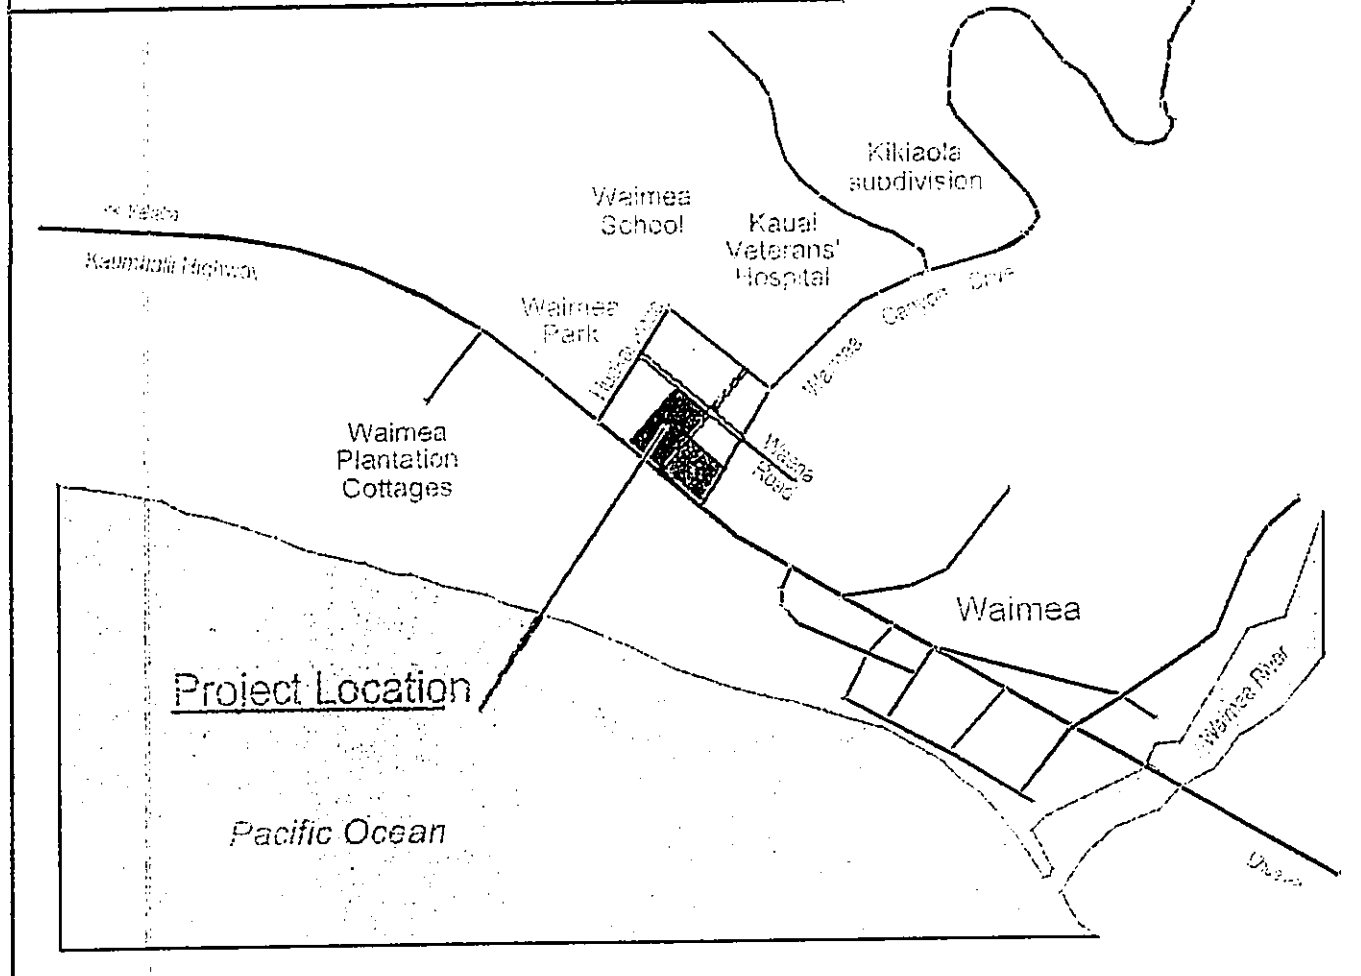 Kikiaola
subdivision
Waimea
School
Kauai
Veterans'
Hospital
Kaumualii Highway
Waimea
Park
Waimea Canyon Drive
Waimea
Plantation
Cottages
Waena
Road
Waimea
Project Location
Waimea River
Pacific Ocean